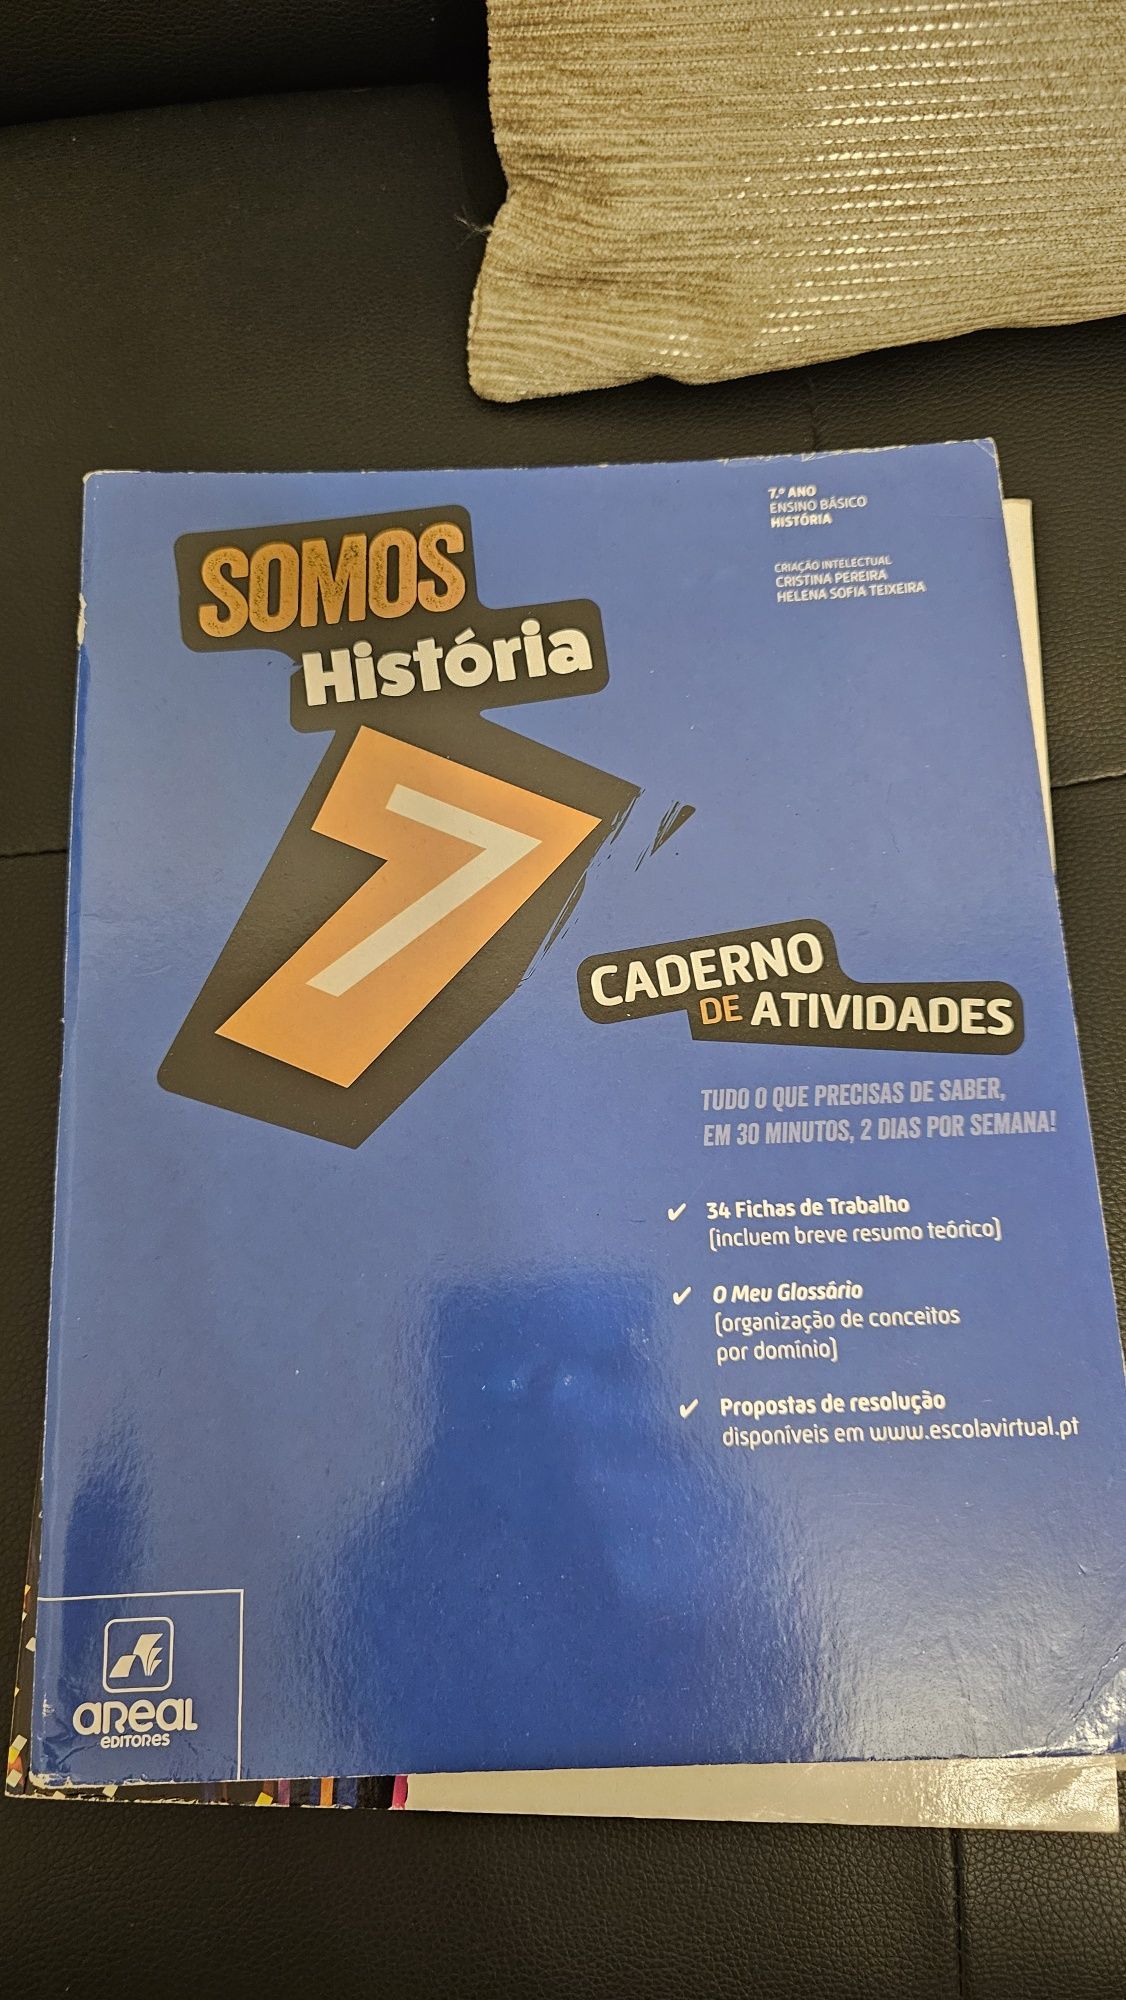 7.º ANO
ENSINO BÁSICO
HISTÓRIA
CRIAÇÃO INTELECTUAL
CRISTINA PEREIRA
HELENA SOFIA TEIXEIRA
SOMOS
História
7
CADERNO
DE ATIVIDADES
TUDO O QUE PRECISAS DE SABER,
EM 30 MINUTOS, 2 DIAS POR SEMANA!
✔ 34 Fichas de Trabalho
(incluem breve resumo teórico)
✔ O Meu Glossário
(organização de conceitos
por domínio)
✔ Propostas de resolução
disponíveis em www.escolavirtual.pt
AREAL
EDITORES